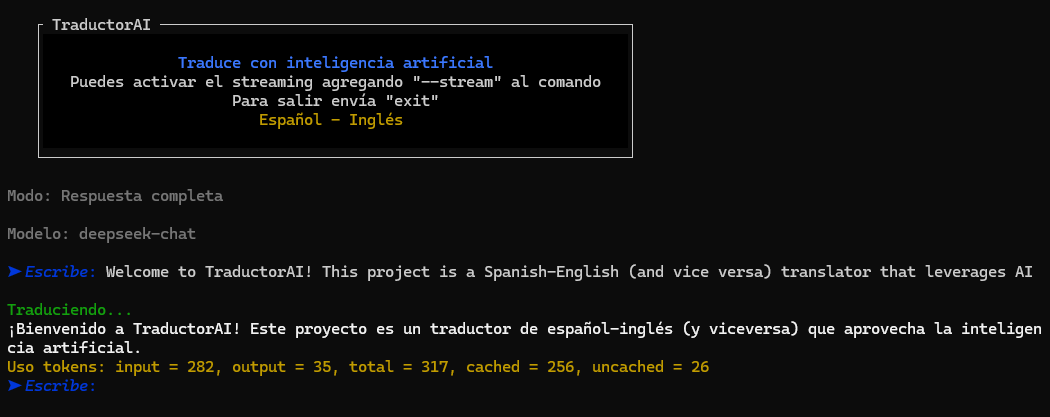 TraductorAI
Traduce con inteligencia artificial
Puedes activar el streaming agregando "--stream" al comando
Para salir envía "exit"
Español - Inglés
Modo: Respuesta completa
Modelo: deepseek-chat
➤ Escribe: Welcome to TraductorAI! This project is a Spanish-English (and vice versa) translator that leverages AI
Traduciendo...
¡Bienvenido a TraductorAI! Este proyecto es un traductor de español-inglés (y viceversa) que aprovecha la inteligen
cia artificial.
Uso tokens: input = 282, output = 35, total = 317, cached = 256, uncached = 26
➤ Escribe: